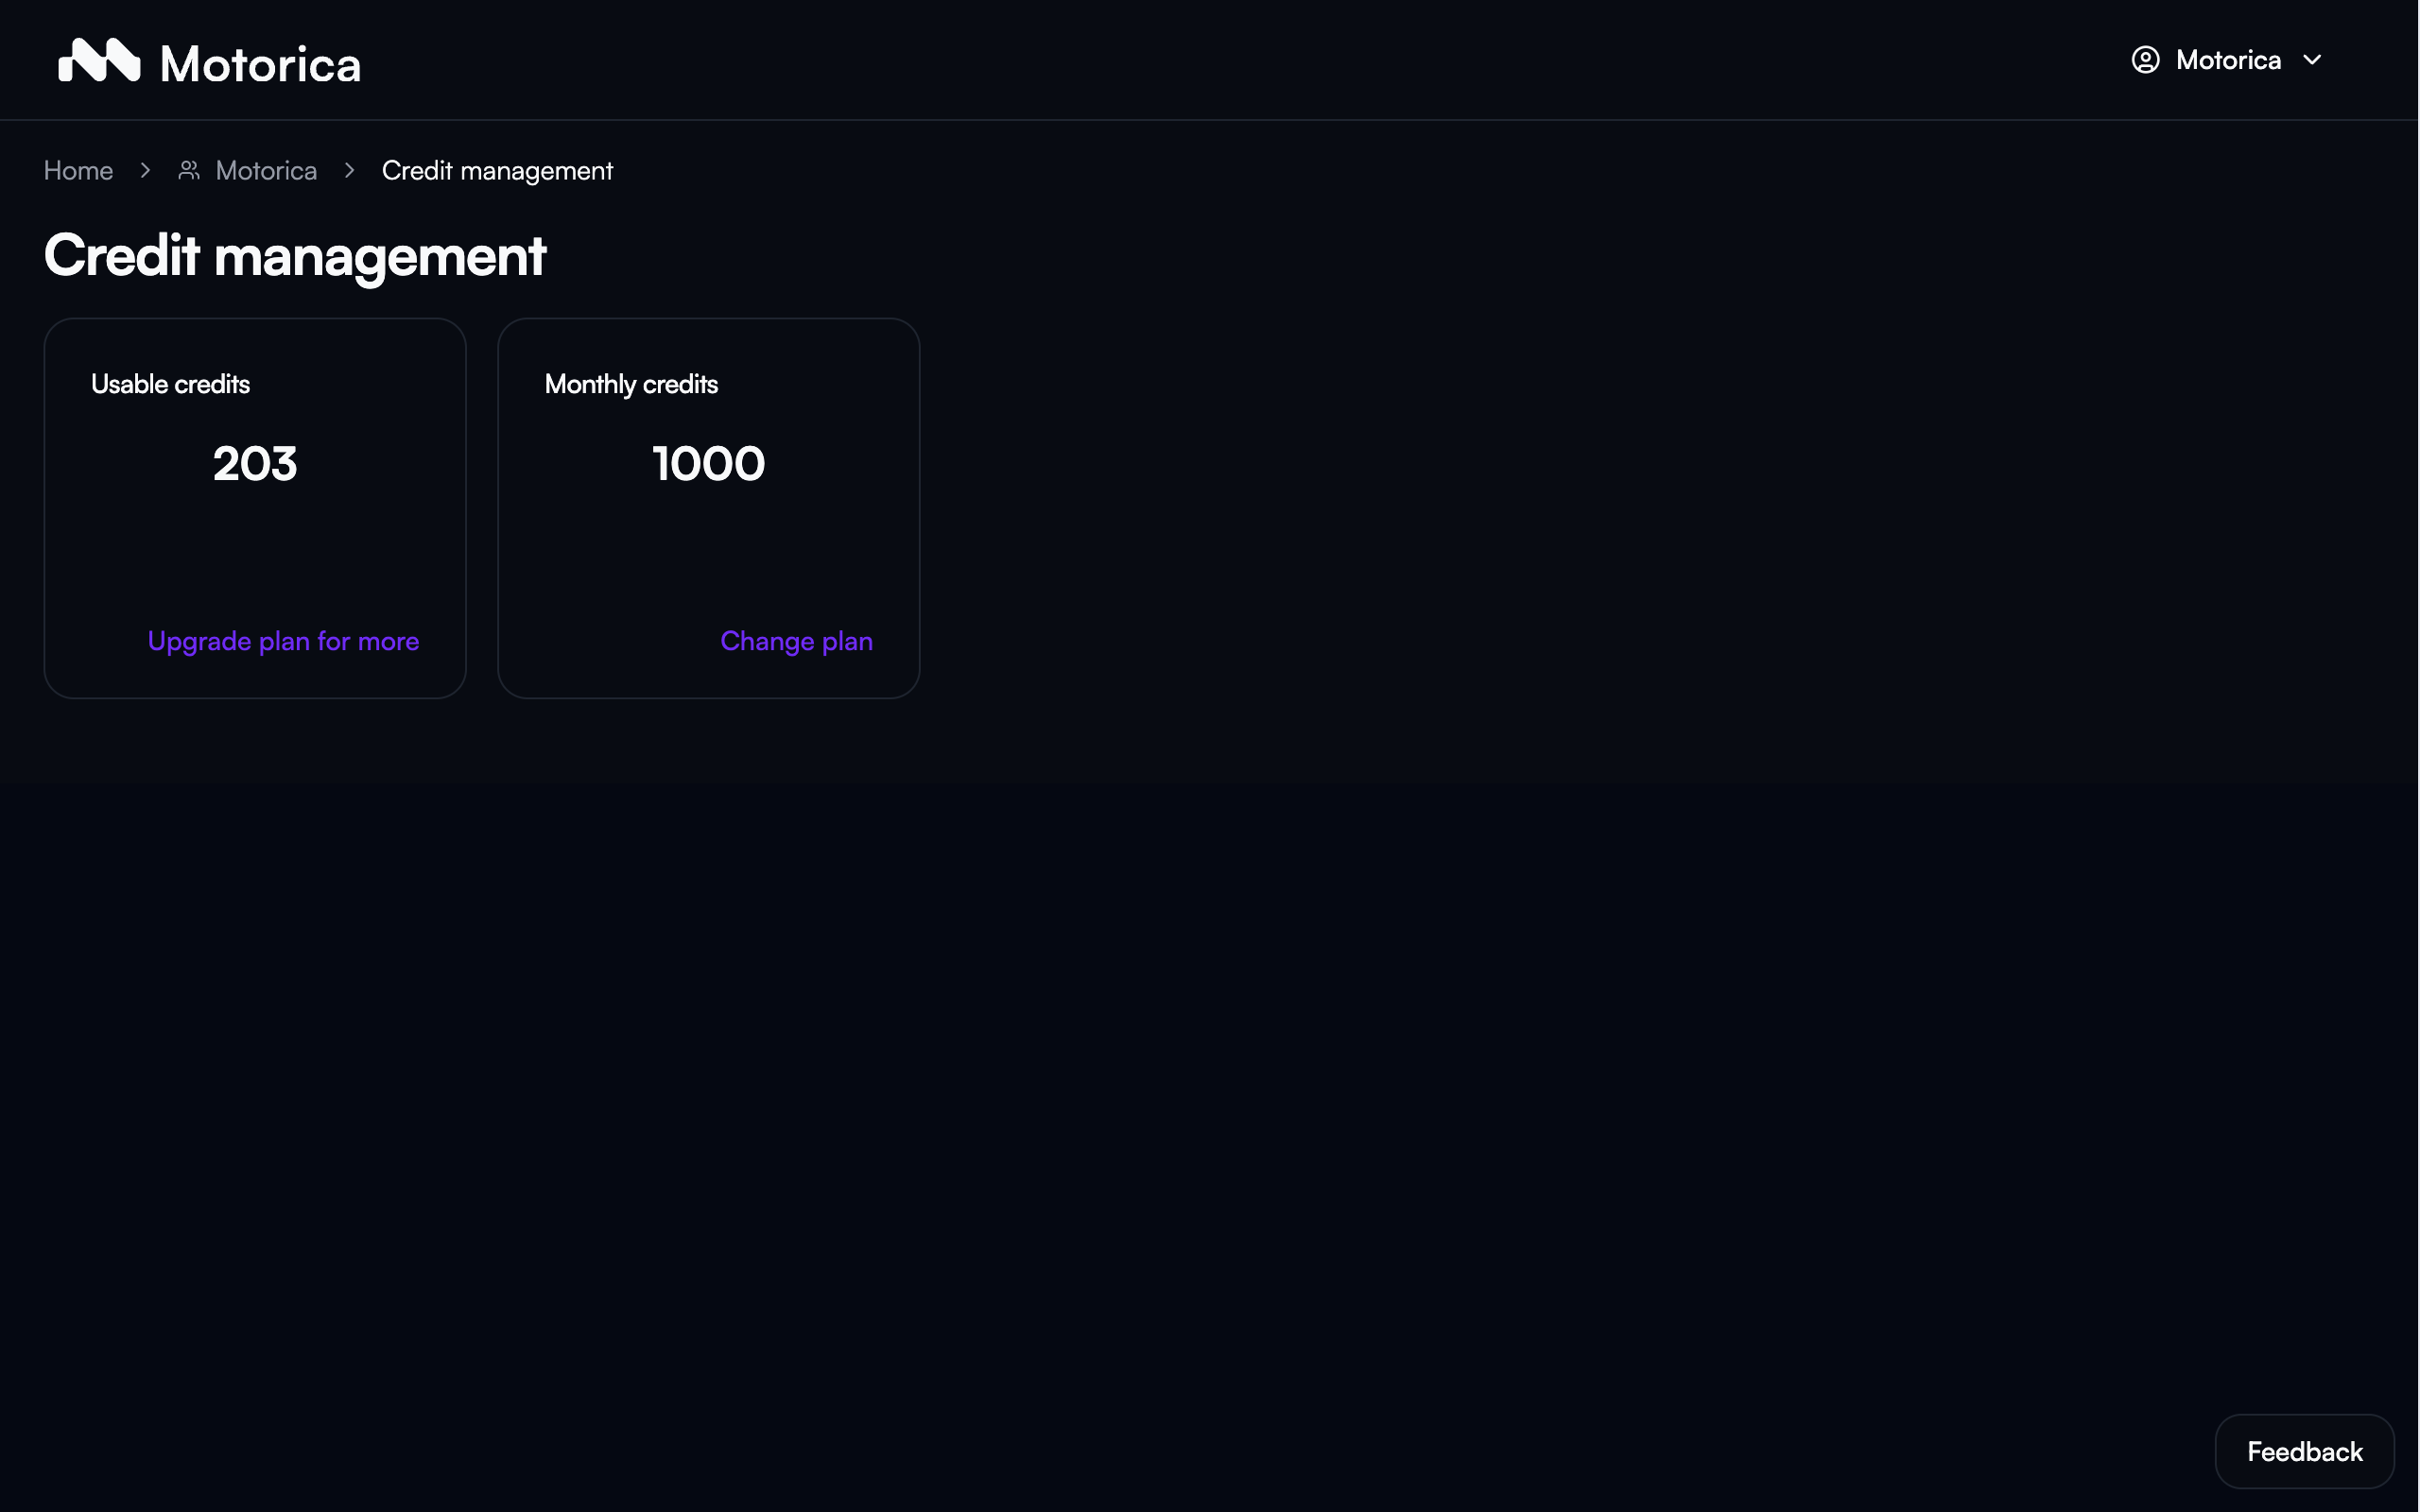 Motorica
Motorica
Home > Motorica > Credit management
Credit management
Usable credits
203
Upgrade plan for more
Monthly credits
1000
Change plan
Feedback